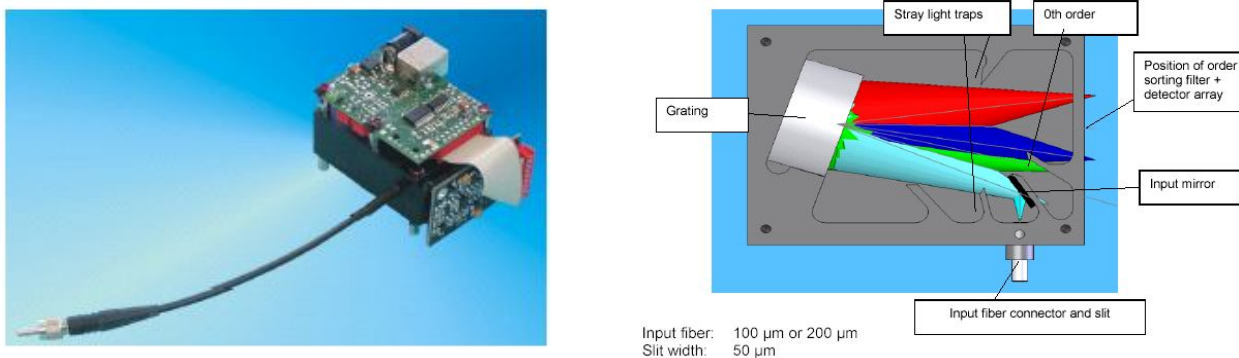 Stray light traps
0th order
Position of order
sorting filter +
detector array
Grating
Input mirror
Input fiber connector and slit
Input fiber: 100 µm or 200 µm
Slit width: 50 µm